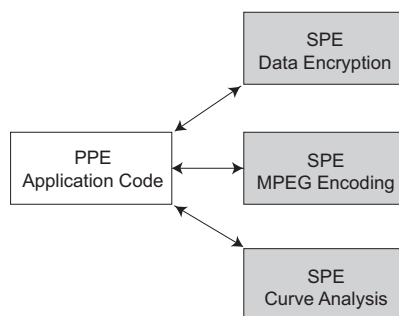 SPE
Data Encryption
PPE
Application Code
SPE
MPEG Encoding
SPE
Curve Analysis